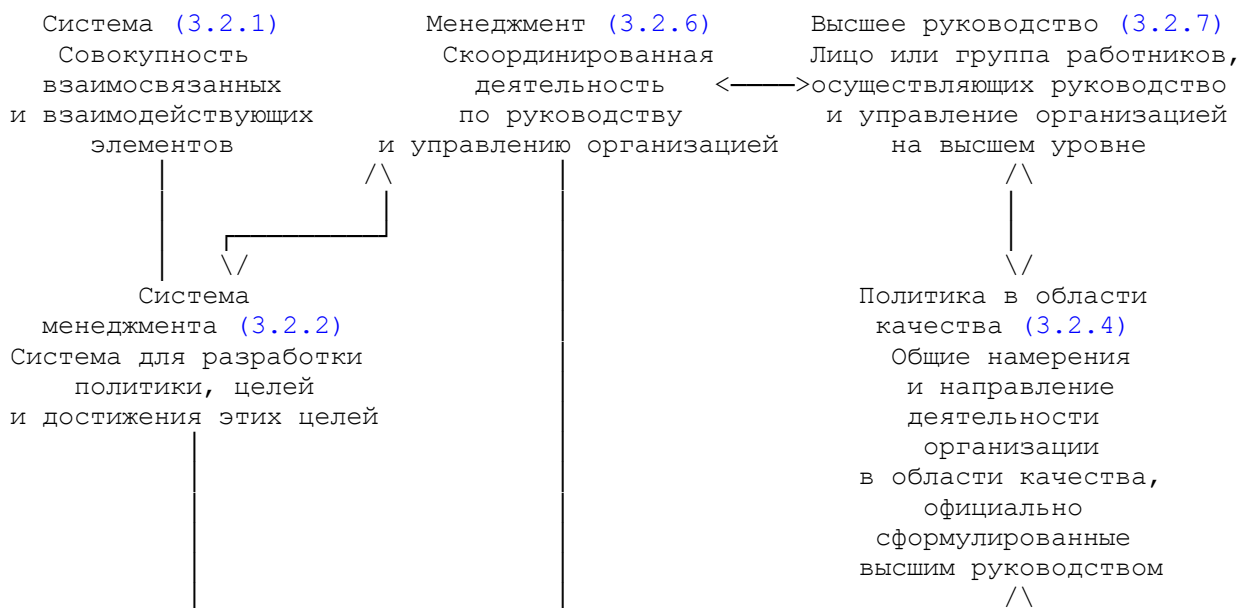 Система (3.2.1)
Совокупность
взаимосвязанных
и взаимодействующих
элементов
Менеджмент (3.2.6)
Скоординированная
деятельность
по руководству
и управлению организацией
Высшее руководство (3.2.7)
Лицо или группа работников,
осуществляющих руководство
и управление организацией
на высшем уровне
Система
менеджмента (3.2.2)
Система для разработки
политики, целей
и достижения этих целей
Политика в области
качества (3.2.4)
Общие намерения
и направление
деятельности
организации
в области качества,
официально
сформулированные
высшим руководством